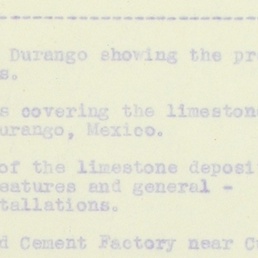 Durango showing the pr
s.
s covering the limestone
urango, Mexico.
of the limestone deposi
eatures and general -
tallations.
d Cement Factory near C